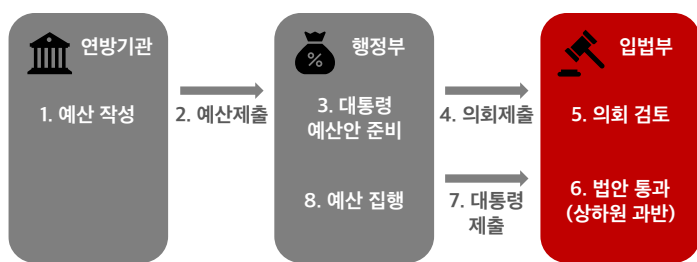 연방기관
1. 예산 작성
2. 예산제출
행정부
%
3. 대통령
예산안 준비
8. 예산 집행
4. 의회제출
7. 대통령
제출
입법부
5. 의회 검토
6. 법안 통과
(상하원 과반)